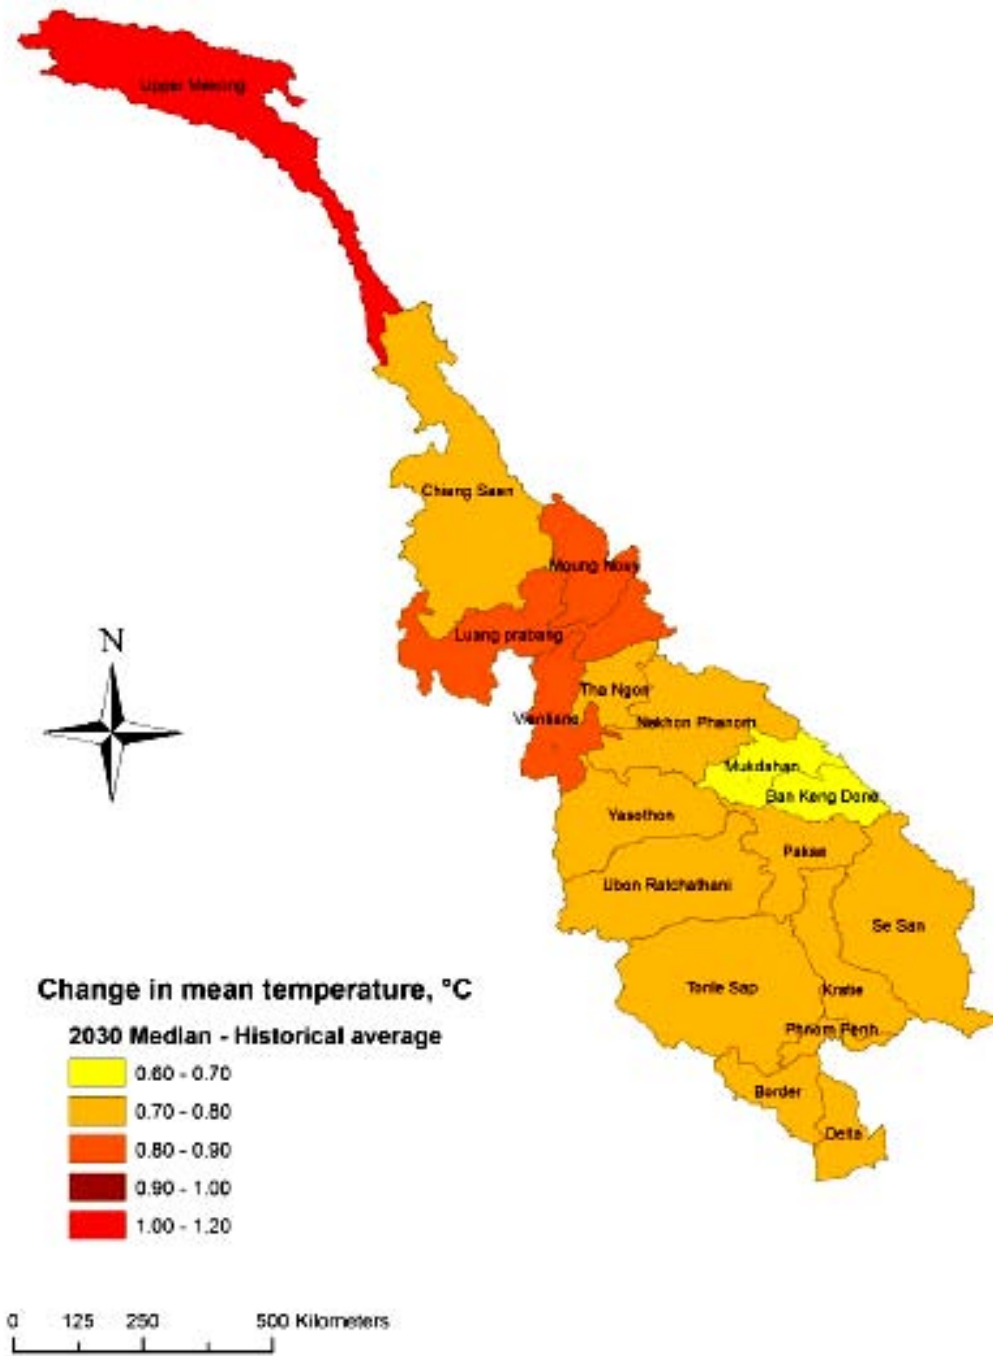 Upper Mekong
Chiang Saen
Moung Nouy
Luang prabang
Tha Ngon
Vientiane
Nakhon Phanom
Mukdahan
Ban Keng Done
Yasothon
Pakse
Ubon Ratchathani
Se San
Tonle Sap
Kratie
Phnom Penh
Border
Delta
N
Change in mean temperature, °C
2030 Median - Historical average
0.60 - 0.70
0.70 - 0.80
0.80 - 0.90
0.90 - 1.00
1.00 - 1.20
0 125 250 500 Kilometers